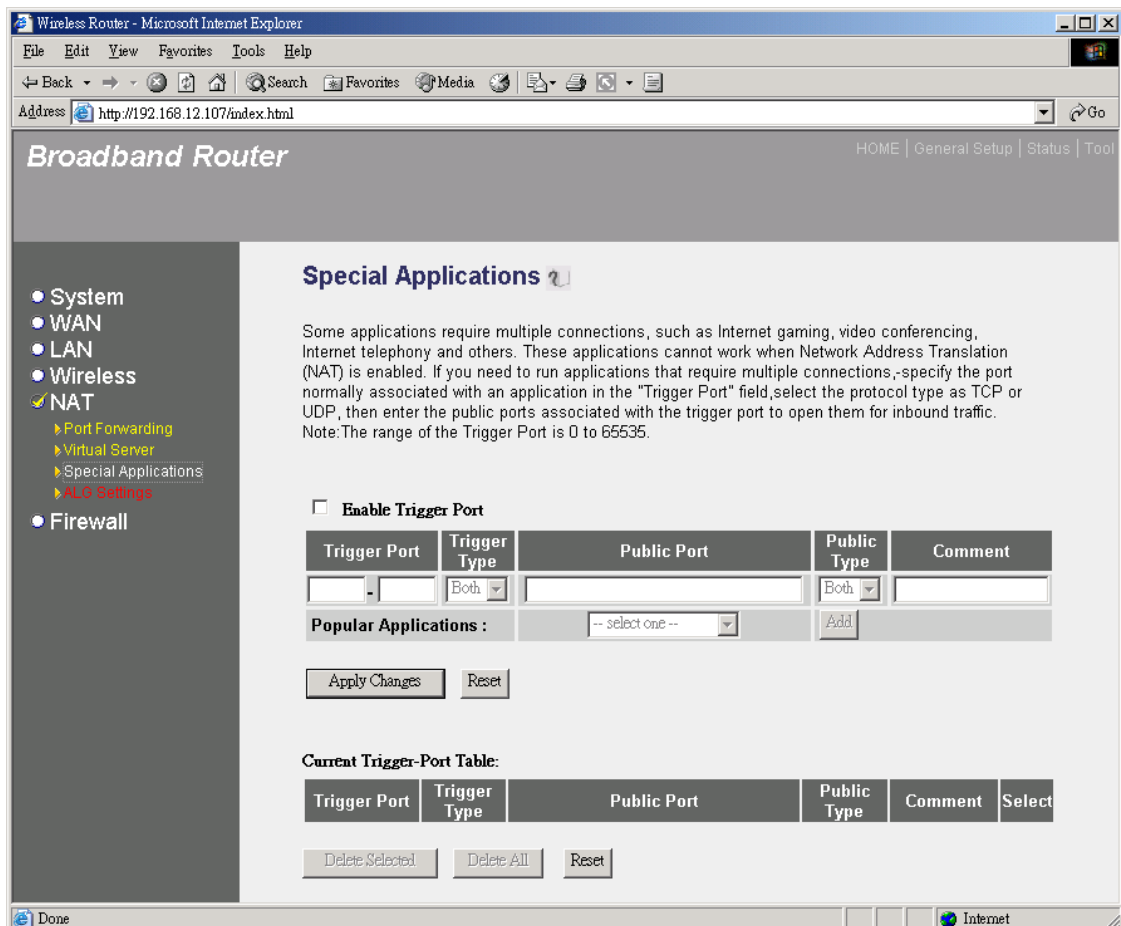 Wireless Router - Microsoft Internet Explorer
File Edit View Favorites Tools Help
Back Search Favorites Media
Address http://192.168.12.107/index.html Go
Broadband Router
HOME | General Setup | Status | Tool
System
WAN
LAN
Wireless
NAT
Port Forwarding
Virtual Server
Special Applications
ALG Settings
Firewall
Special Applications
Some applications require multiple connections, such as Internet gaming, video conferencing,
Internet telephony and others. These applications cannot work when Network Address Translation
(NAT) is enabled. If you need to run applications that require multiple connections,-specify the port
normally associated with an application in the "Trigger Port" field,select the protocol type as TCP or
UDP, then enter the public ports associated with the trigger port to open them for inbound traffic.
Note:The range of the Trigger Port is 0 to 65535.
Enable Trigger Port
Trigger Port Trigger Type Public Port Public Type Comment
- Both Both
Popular Applications : -- select one -- Add
Apply Changes Reset
Current Trigger-Port Table:
Trigger Port Trigger Type Public Port Public Type Comment Select
Delete Selected Delete All Reset
Done Internet